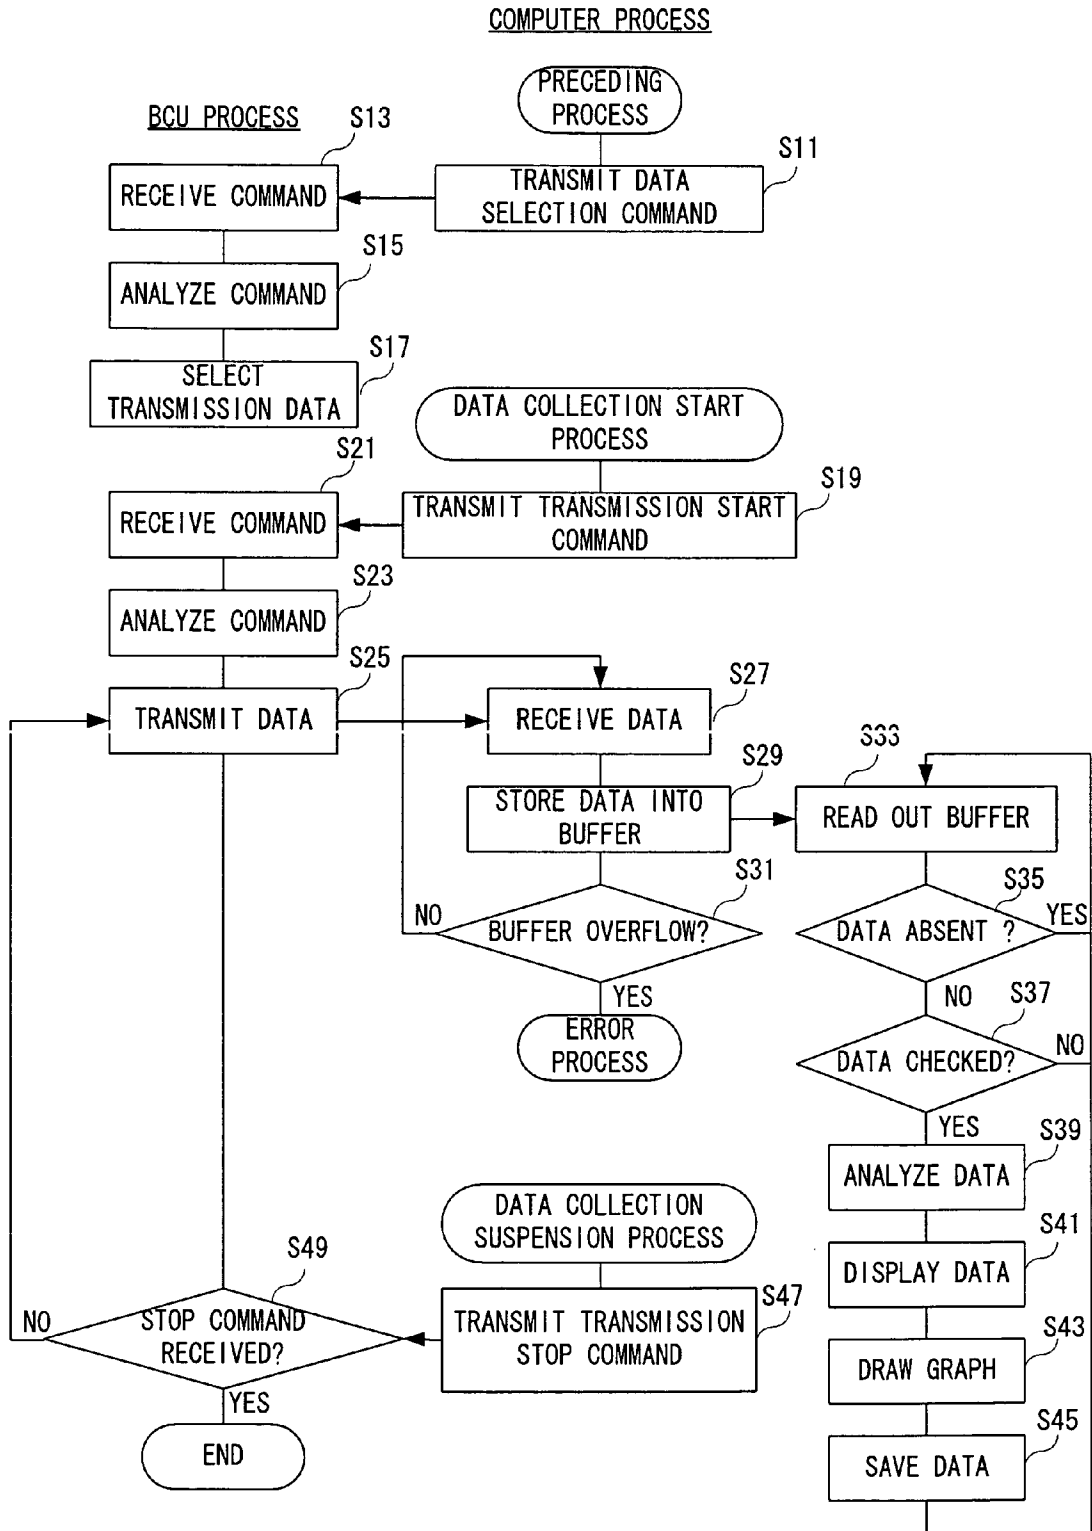 COMPUTER PROCESS
PRECEDING
PROCESS
BCU PROCESS
S13
S11
RECEIVE COMMAND
TRANSMIT DATA
SELECTION COMMAND
S15
ANALYZE COMMAND
S17
SELECT
TRANSMISSION DATA
DATA COLLECTION START
PROCESS
S21
S19
RECEIVE COMMAND
TRANSMIT TRANSMISSION START
COMMAND
S23
ANALYZE COMMAND
S25
S27
TRANSMIT DATA
RECEIVE DATA
S29
S33
STORE DATA INTO
BUFFER
READ OUT BUFFER
S31
S35
NO
BUFFER OVERFLOW?
DATA ABSENT ?
YES
YES
NO
S37
ERROR
PROCESS
DATA CHECKED?
NO
YES
S39
ANALYZE DATA
DATA COLLECTION
SUSPENSION PROCESS
S41
DISPLAY DATA
S49
S47
NO
STOP COMMAND
RECEIVED?
TRANSMIT TRANSMISSION
STOP COMMAND
S43
DRAW GRAPH
YES
END
S45
SAVE DATA